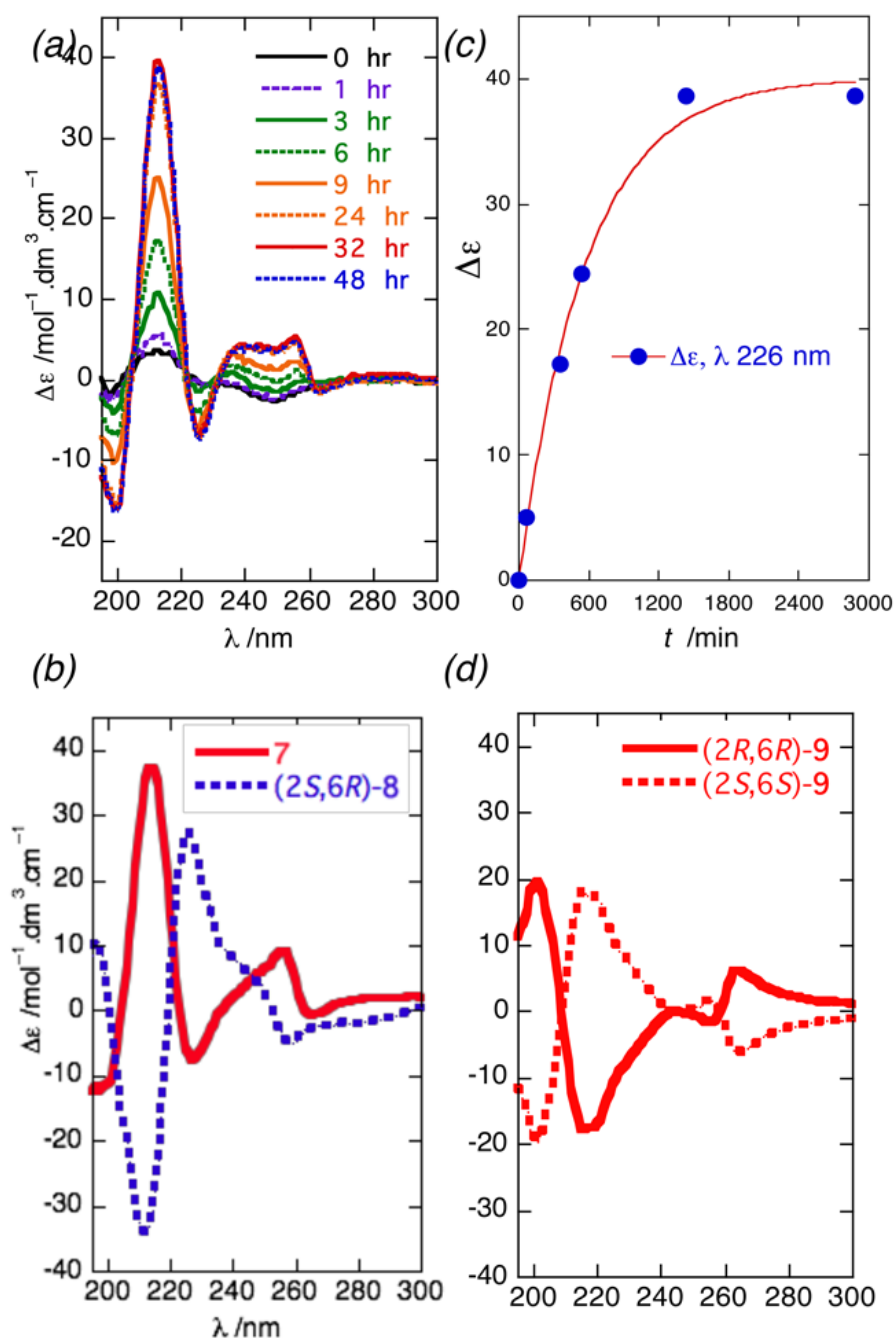 (a)
0 hr
1 hr
3 hr
6 hr
9 hr
24 hr
32 hr
48 hr
Δε /mol⁻¹.dm³.cm⁻¹
40
30
20
10
0
-10
-20
200 220 240 260 280 300
λ /nm
(c)
Δε
40
30
20
10
0
Δε, λ 226 nm
0 600 1200 1800 2400 3000
t /min
(b)
7
(2S,6R)-8
Δε /mol⁻¹.dm³.cm⁻¹
40
30
20
10
0
-10
-20
-30
-40
200 220 240 260 280 300
λ /nm
(d)
(2R,6R)-9
(2S,6S)-9
40
30
20
10
0
-10
-20
-30
-40
200 220 240 260 280 300